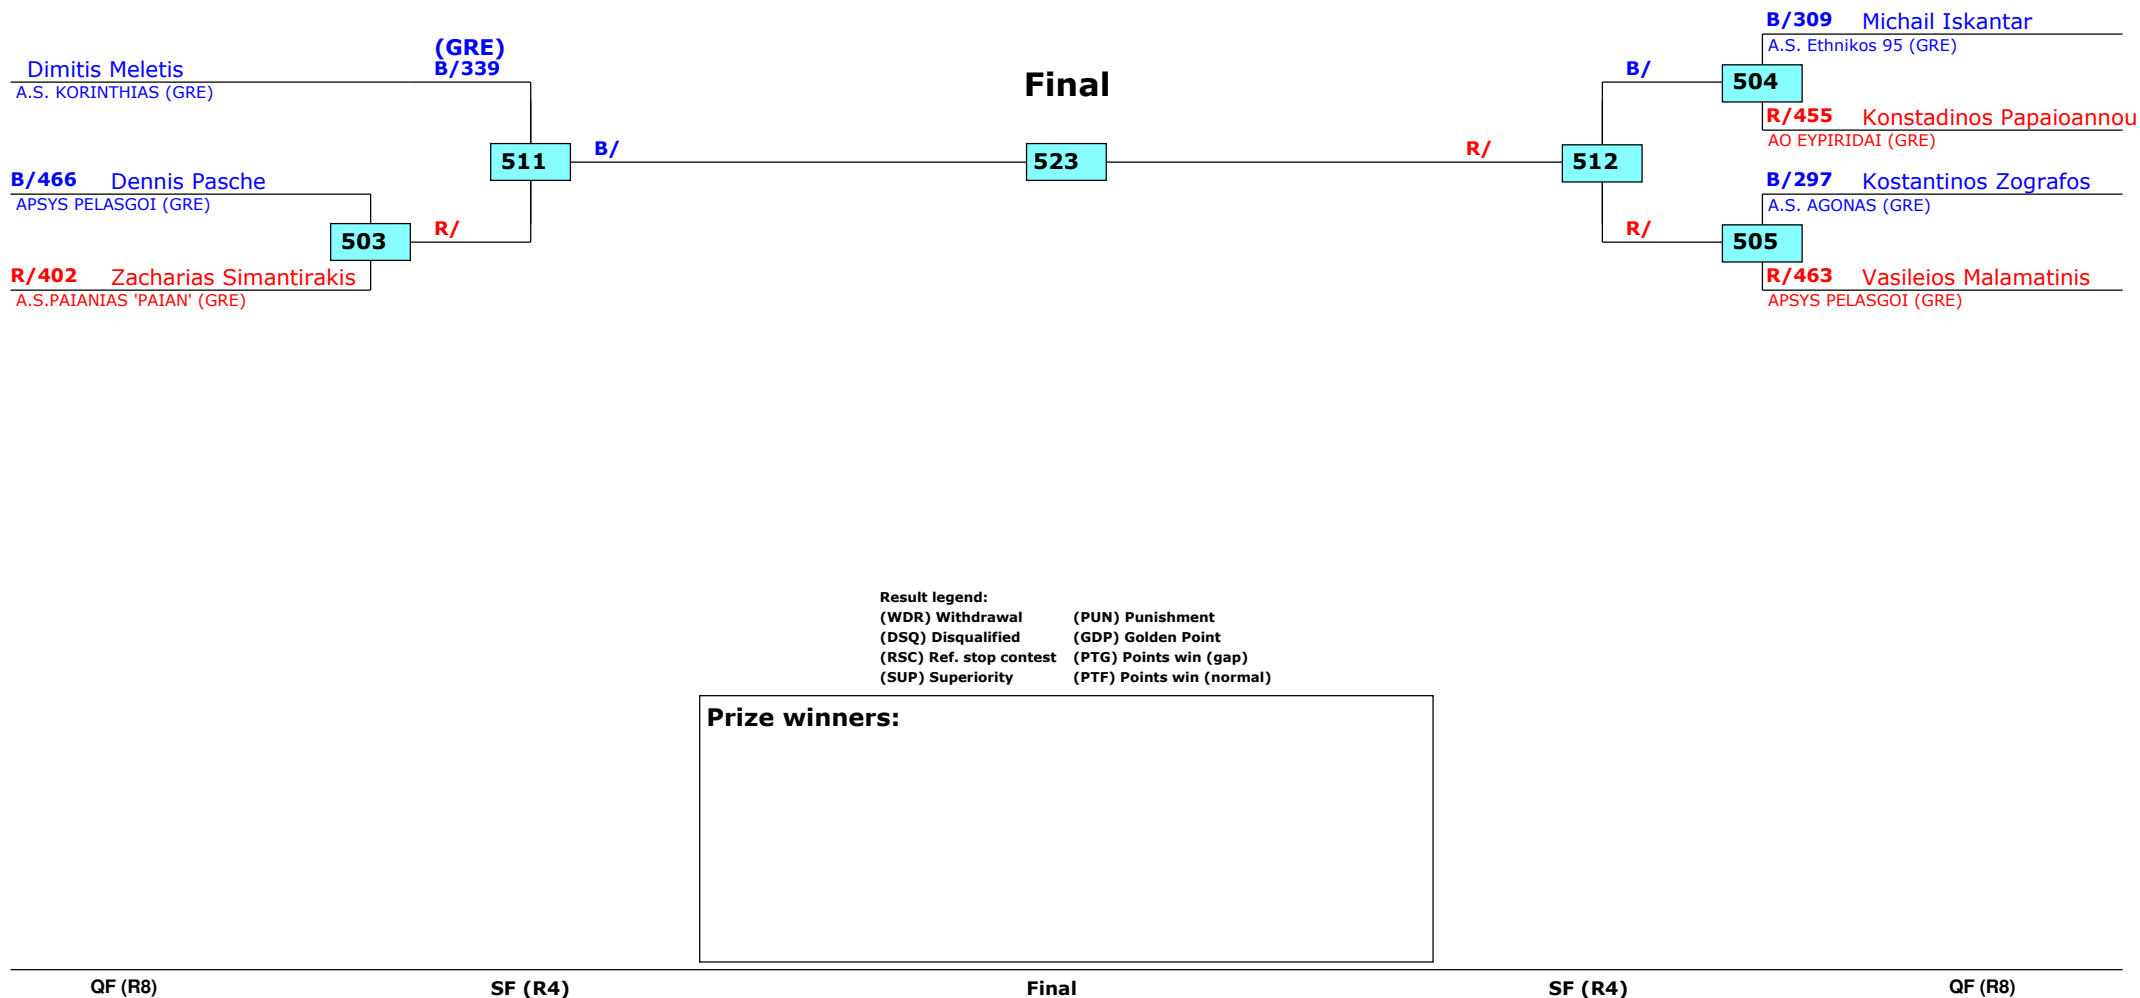 B/309 Michail Iskantar
(GRE)
A.S. Ethnikos 95 (GRE)
Dimitis Meletis B/339
B/
Final
504
A.S. KORINTHIAS (GRE)
R/455 Konstadinos Papaioannou
AO EYPIRIDAI (GRE)
511 B/ 523 R/ 512
B/466 Dennis Pasche
B/297 Kostantinos Zografos
APSYS PELASGOI (GRE)
A.S. AGONAS (GRE)
503 R/
R/ 505
R/402 Zacharias Simantirakis
R/463 Vasileios Malamatinis
A.S.PAIANIAS 'PAIAN' (GRE)
APSYS PELASGOI (GRE)
Result legend:
(WDR) Withdrawal (PUN) Punishment
(DSQ) Disqualified (GDP) Golden Point
(RSC) Ref. stop contest (PTG) Points win (gap)
(SUP) Superiority (PTF) Points win (normal)
Prize winners:
QF (R8) SF (R4) Final SF (R4) QF (R8)